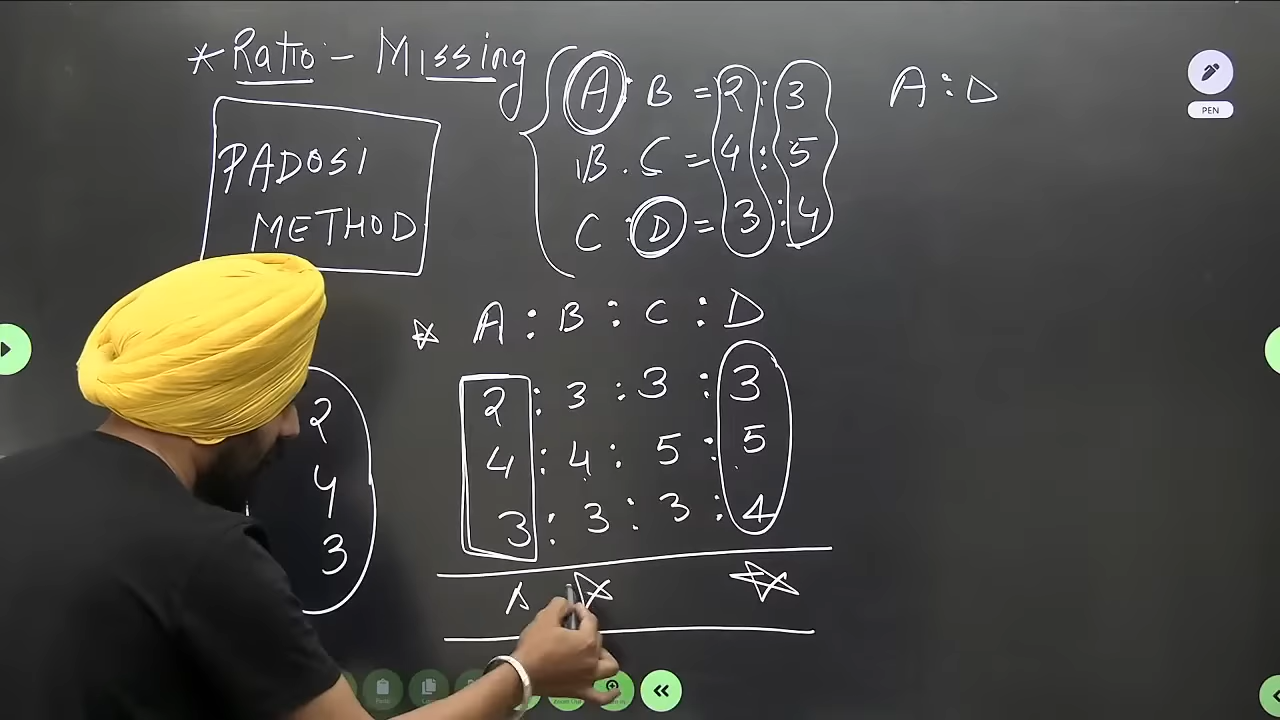 * Ratio - Missing
A : B = 2 : 3
A : D
PEN
B . C = 4 : 5
PADOSI
METHOD
C : D = 3 : 4
A : B : C : D
2 : 3 : 3 : 3
4 : 4 : 5 : 5
3 : 3 : 3 : 4
2
4
3